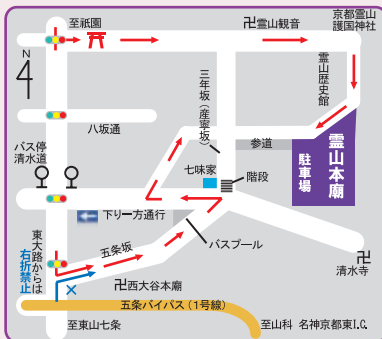 至祇園
卍霊山観音
京都霊山
護国神社
N
三年坂(産寧坂)
霊山歴史館
八坂通
参道
霊山本廟
駐車場
バス停
清水道
七味家
階段
下り一方通行
東大路からは
右折禁止
五条坂
バスプール
卍
清水寺
卍西大谷本廟
五条バイパス(1号線)
至東山七条
至山科 名神京都東I.C.